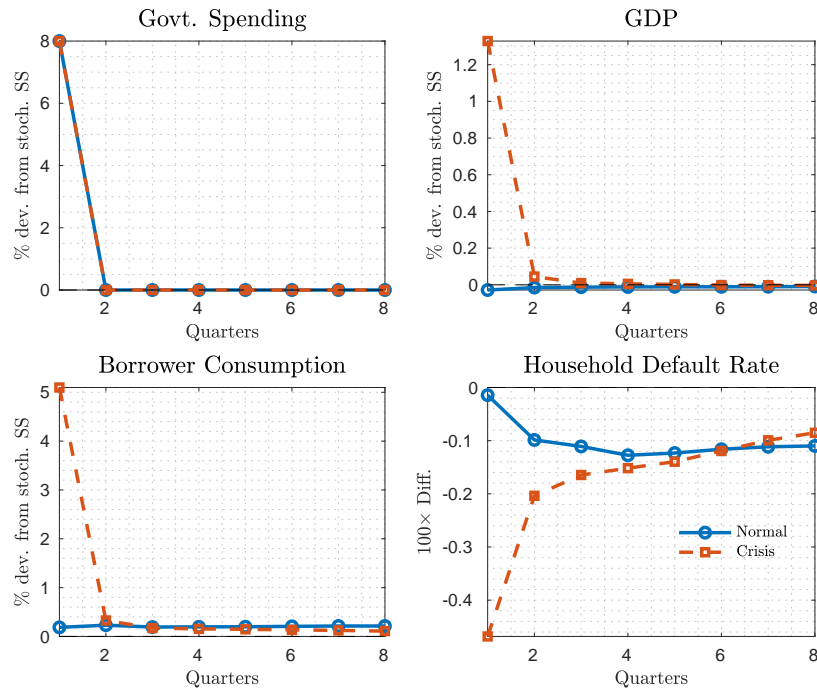 Govt. Spending
% dev. from stoch. SS
8
6
4
2
0
2 4 6 8
Quarters
GDP
% dev. from stoch. SS
1.2
1
0.8
0.6
0.4
0.2
0
2 4 6 8
Quarters
Borrower Consumption
% dev. from stoch. SS
5
4
3
2
1
0
2 4 6 8
Quarters
Household Default Rate
100× Diff.
0
-0.1
-0.2
-0.3
-0.4
Normal
Crisis
2 4 6 8
Quarters